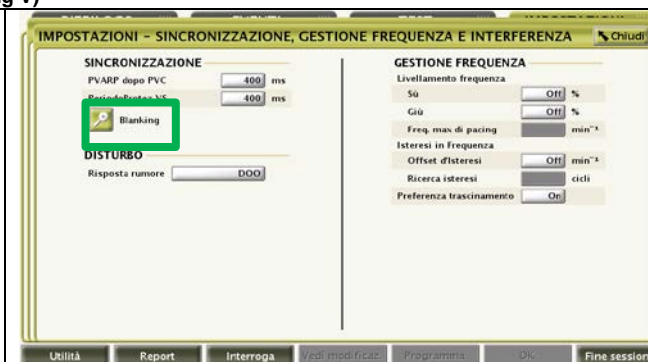 IMPOSTAZIONI - SINCRONIZZAZIONE, GESTIONE FREQUENZA E INTERFERENZA
Chiudi
SINCRONIZZAZIONE
PVARP dopo PVC 400 ms
400 ms
Blanking
DISTURBO
Risposta rumore DOO
GESTIONE FREQUENZA
Livellamento frequenza
Sù Off %
Giù Off %
Freq. max di pacing min⁻¹
Isteresi in Frequenza
Offset d'Isteresi Off min⁻¹
Ricerca isteresi cicli
Preferenza trascinamento On
Utilità Report Interroga Vedi modificaz. Programma OK Fine session